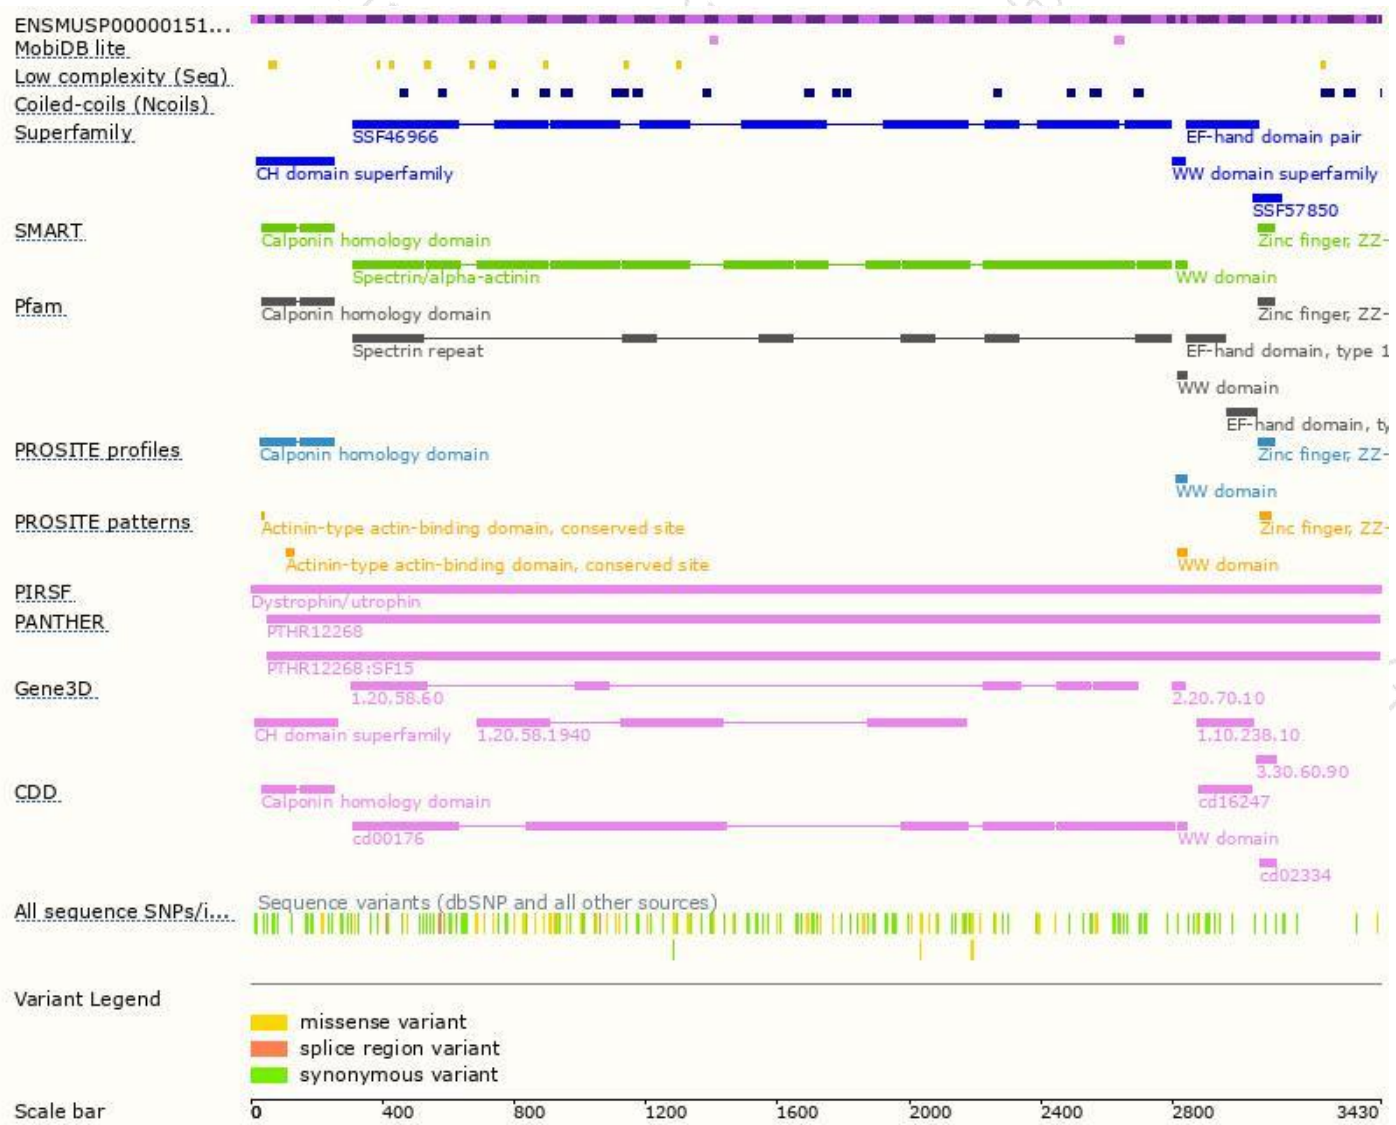 ENSMUSP00000151...
MobiDB lite
Low complexity (Seg)
Coiled-coils (Ncoils)
Superfamily
SSF46966
EF-hand domain pair
CH domain superfamily
WW domain superfamily
SSF57850
SMART
Calponin homology domain
Zinc finger, ZZ-
Spectrin/alpha-actinin
WW domain
Pfam
Calponin homology domain
Zinc finger, ZZ-
Spectrin repeat
EF-hand domain, type 1
WW domain
EF-hand domain, ty
PROSITE profiles
Calponin homology domain
Zinc finger, ZZ-
WW domain
PROSITE patterns
Actinin-type actin-binding domain, conserved site
Zinc finger, ZZ-
Actinin-type actin-binding domain, conserved site
WW domain
PIRSF
Dystrophin/utrophin
PANTHER
PTHR12268
PTHR12268:SF15
Gene3D
1.20.58.60
2.20.70.10
CH domain superfamily
1.20.58.1940
1.10.238.10
3.30.60.90
CDD
Calponin homology domain
cd16247
cd00176
WW domain
cd02334
All sequence SNPs/i...
Sequence variants (dbSNP and all other sources)
Variant Legend
missense variant
splice region variant
synonymous variant
Scale bar
0 400 800 1200 1600 2000 2400 2800 3430